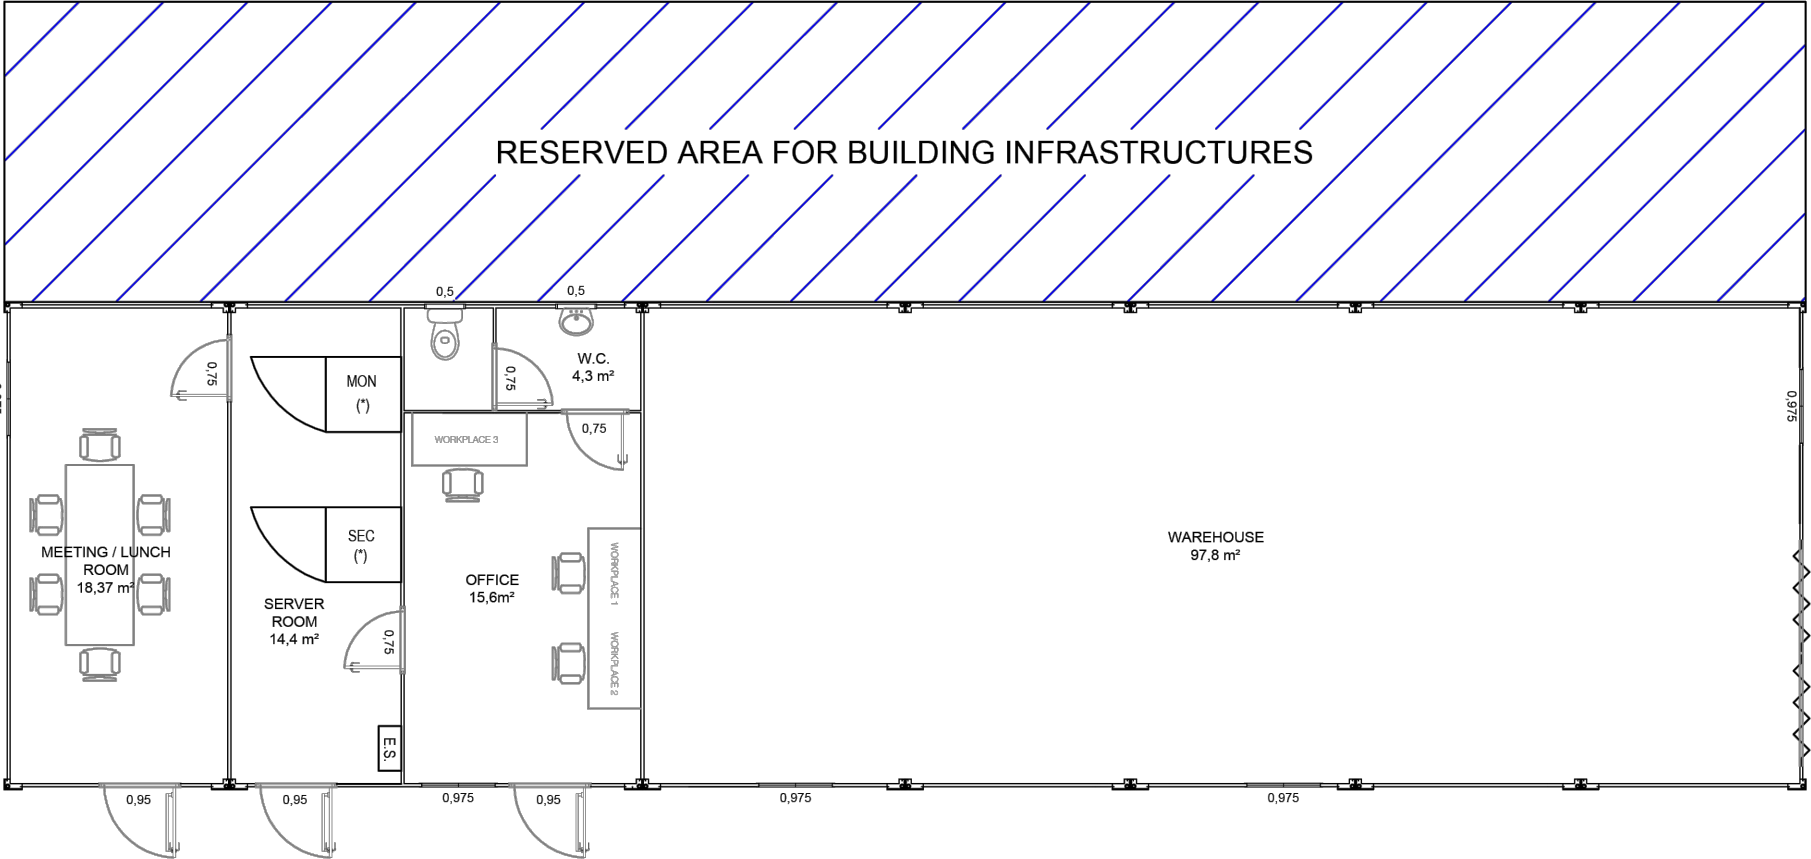 RESERVED AREA FOR BUILDING INFRASTRUCTURES
0,5
0,5
0,75
MON
(*)
0,75
W.C.
4,3 m²
0,975
WORKPLACE 3
0,75
SEC
(*)
WAREHOUSE
97,8 m²
MEETING / LUNCH
ROOM
18,37 m²
OFFICE
15,6m²
WORKPLACE 1
SERVER
ROOM
14,4 m²
0,75
WORKPLACE 2
E.S.
0,95
0,95
0,975
0,95
0,975
0,975